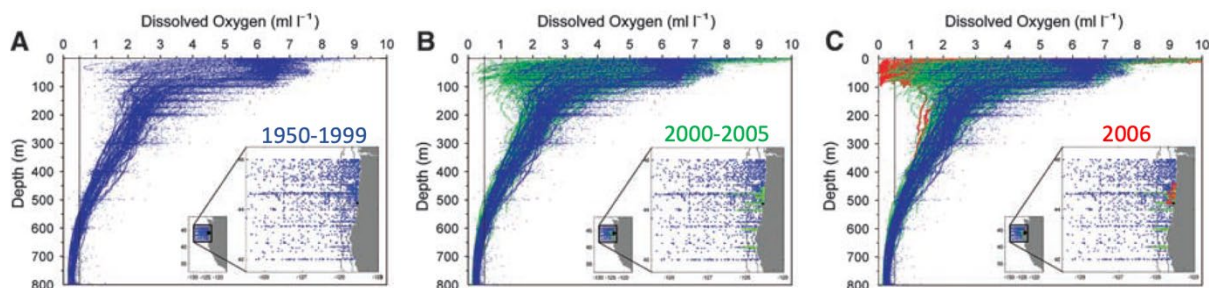 Dissolved Oxygen (ml l⁻¹) Dissolved Oxygen (ml l⁻¹) Dissolved Oxygen (ml l⁻¹)
A 0 1 2 3 4 5 6 7 8 9 10 B 0 1 2 3 4 5 6 7 8 9 10 C 0 1 2 3 4 5 6 7 8 9 10
0 0 0
100 100 100
200 200 200
1950-1999 2000-2005 2006
300 300 300
Depth (m) Depth (m) Depth (m)
400 400 400
500 500 500
600 600 600
700 700 700
800 800 800